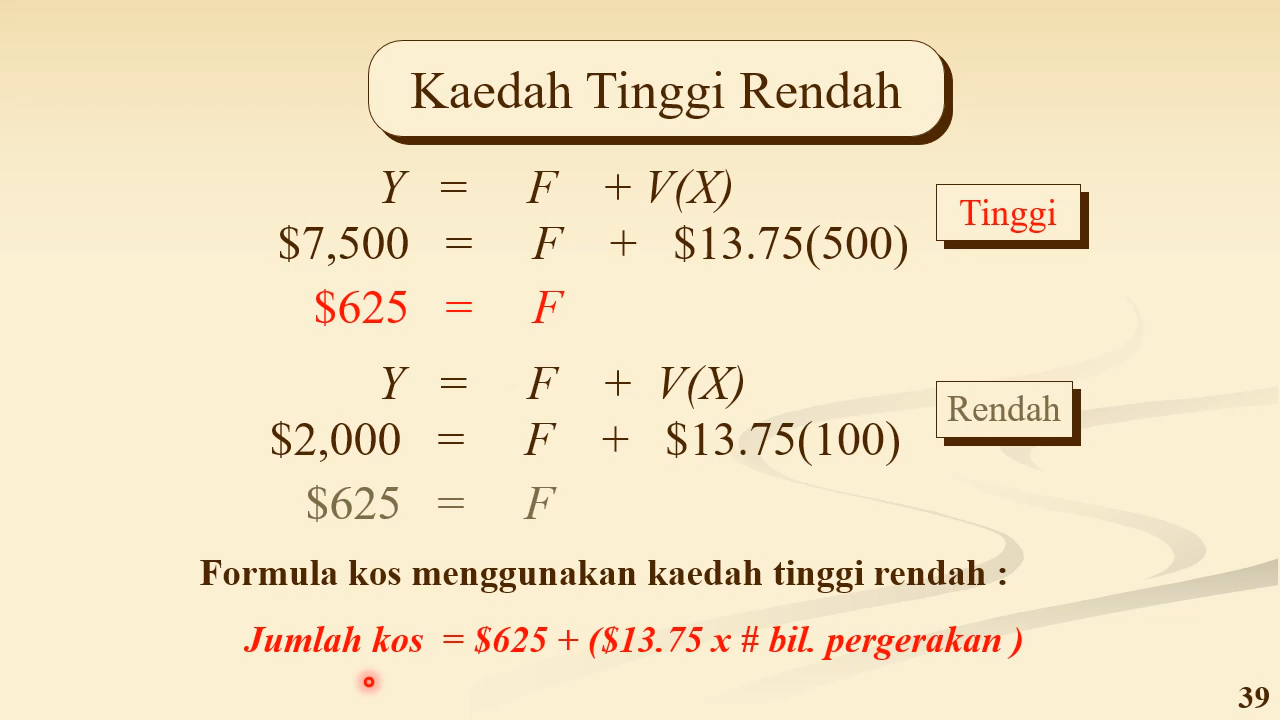 Kaedah Tinggi Rendah
Y = F + V(X)
$7,500 = F + $13.75(500)
Tinggi
$625 = F
Y = F + V(X)
$2,000 = F + $13.75(100)
Rendah
$625 = F
Formula kos menggunakan kaedah tinggi rendah :
Jumlah kos = $625 + ($13.75 x # bil. pergerakan )
39